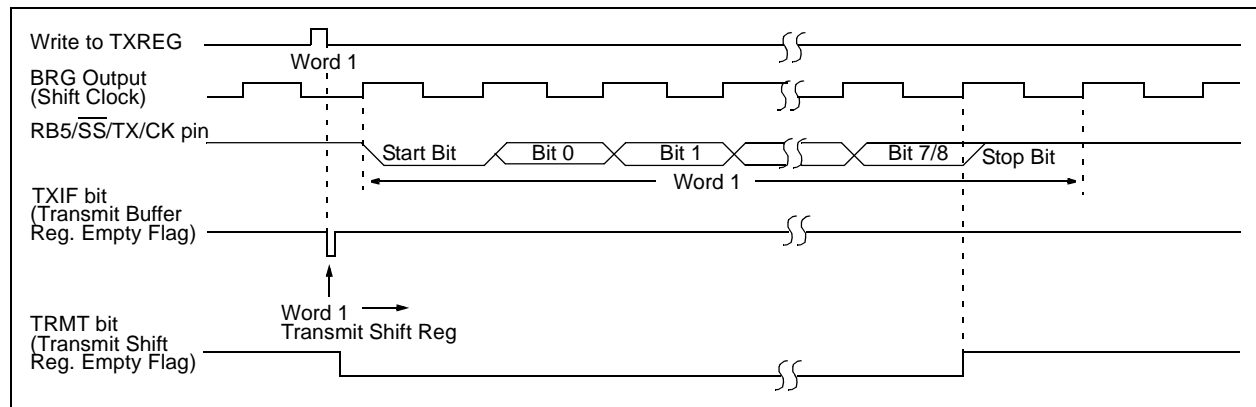 Write to TXREG
Word 1
BRG Output
(Shift Clock)
RB5/SS/TX/CK pin
Start Bit
Bit 0
Bit 1
Bit 7/8
Stop Bit
Word 1
TXIF bit
(Transmit Buffer
Reg. Empty Flag)
Word 1
Transmit Shift Reg
TRMT bit
(Transmit Shift
Reg. Empty Flag)